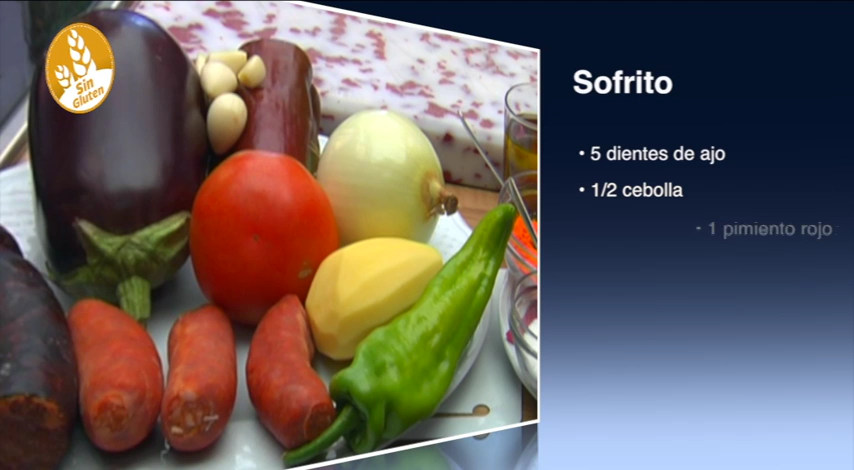 Sin
Gluten
Sofrito
• 5 dientes de ajo
• 1/2 cebolla
- 1 pimiento rojo